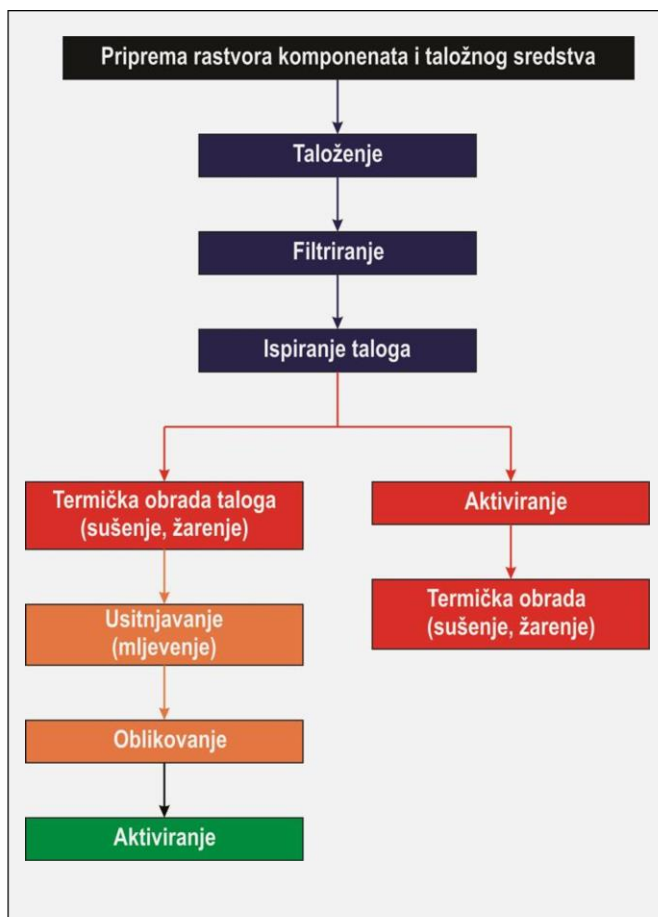 Priprema rastvora komponenata i taložnog sredstva
Taloženje
Filtriranje
Ispiranje taloga
Termička obrada taloga
(sušenje, žarenje)
Usitnjavanje
(mljevenje)
Oblikovanje
Aktiviranje
Aktiviranje
Termička obrada
(sušenje, žarenje)